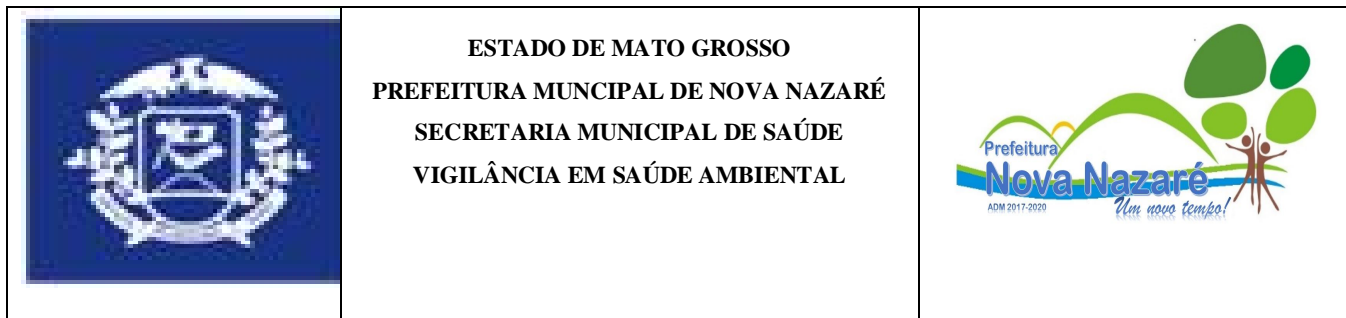 ESTADO DE MATO GROSSO
PREFEITURA MUNCIPAL DE NOVA NAZARÉ
SECRETARIA MUNICIPAL DE SAÚDE
VIGILÂNCIA EM SAÚDE AMBIENTAL
Prefeitura
Nova Nazaré
ADM 2017-2020
Um novo tempo!